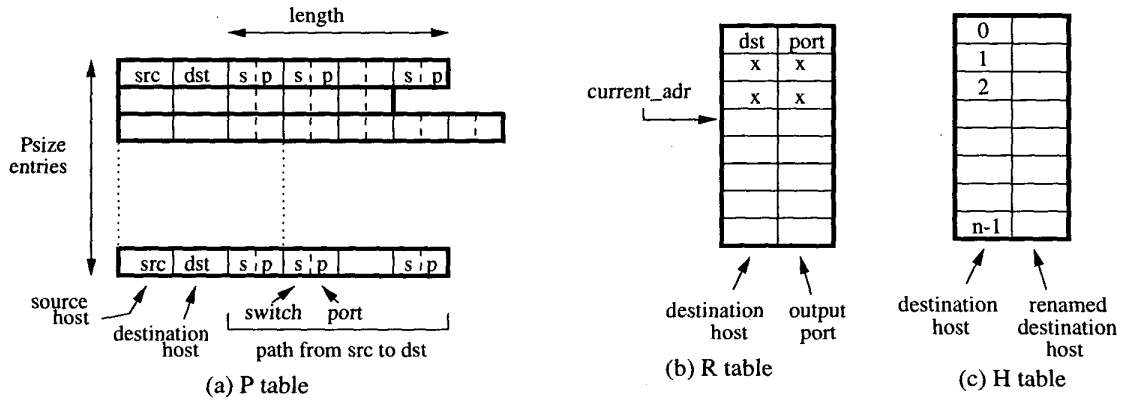 length
src dst s p s p s p
Psize
entries
src dst s p s p s p
source
host
destination
host
switch
port
path from src to dst
(a) P table
current_adr
dst port
x x
x x
destination
host
output
port
(b) R table
0
1
2
n-1
destination
host
renamed
destination
host
(c) H table